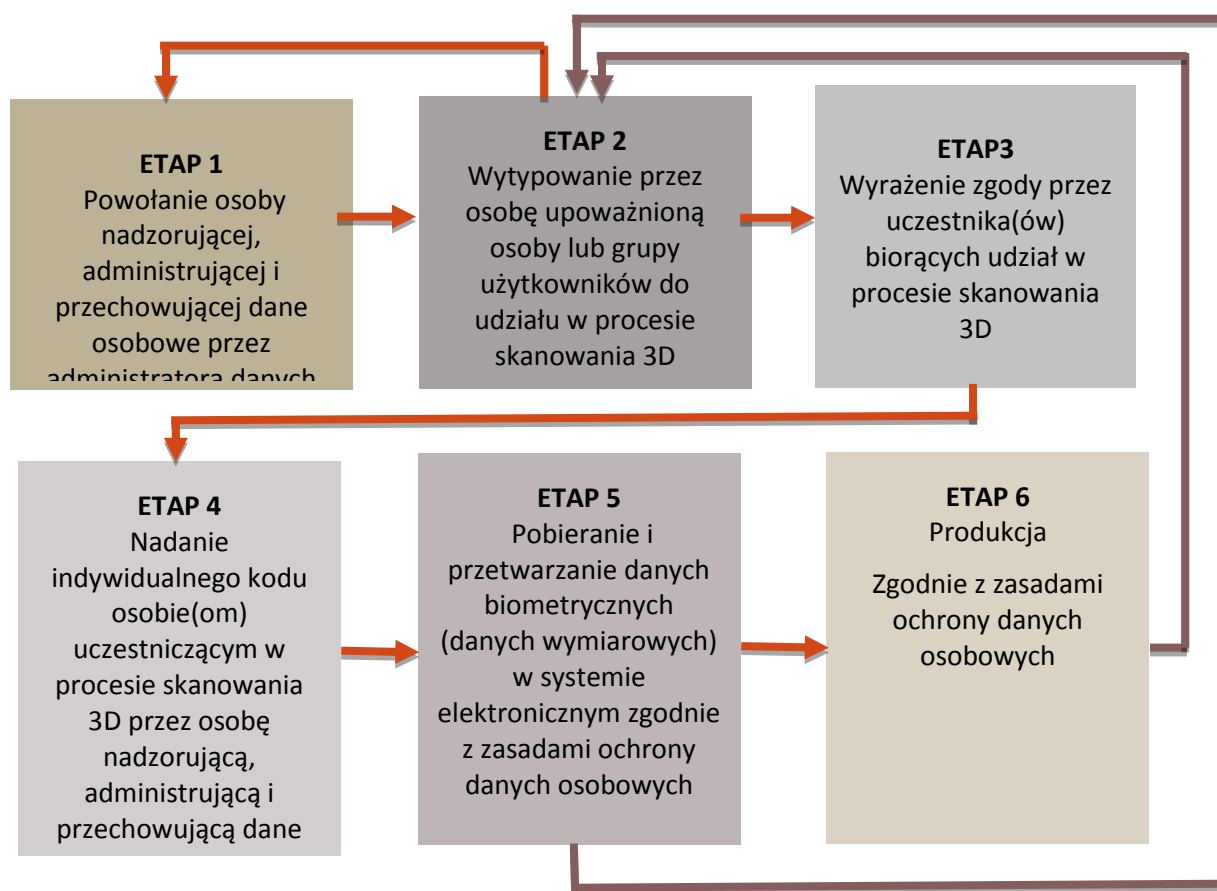 ETAP 1
Powołanie osoby
nadzorującej,
administrującej i
przechowującej dane
osobowe przez
administratora danych
ETAP 2
Wytypowanie przez
osobę upoważnioną
osoby lub grupy
użytkowników do
udziału w procesie
skanowania 3D
ETAP3
Wyrażenie zgody przez
uczestnika(ów)
biorących udział w
procesie skanowania
3D
ETAP 4
Nadanie
indywidualnego kodu
osobie(om)
uczestniczącym w
procesie skanowania
3D przez osobę
nadzorującą,
administrującą i
przechowującą dane
ETAP 5
Pobieranie i
przetwarzanie danych
biometrycznych
(danych wymiarowych)
w systemie
elektronicznym zgodnie
z zasadami ochrony
danych osobowych
ETAP 6
Produkcja
Zgodnie z zasadami
ochrony danych
osobowych